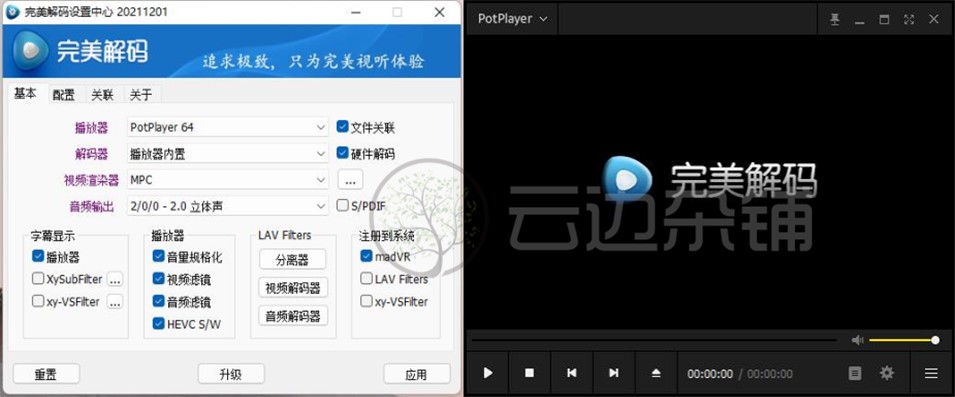 完美解码设置中心 20211201
完美解码
追求极致，只为完美视听体验
基本 配置 关联 关于
播放器 PotPlayer 64 文件关联
解码器 播放器内置 硬件解码
视频渲染器 MPC ...
音频输出 2/0/0 - 2.0 立体声 S/PDIF
字幕显示
播放器
XySubFilter ...
xy-VSFilter ...
播放器
音量规格化
视频滤镜
音频滤镜
HEVC S/W
LAV Filters
分离器
视频解码器
音频解码器
注册到系统
madVR
LAV Filters
xy-VSFilter
重置 升级 应用
PotPlayer
完美解码
云边杂铺
00:00:00 / 00:00:00